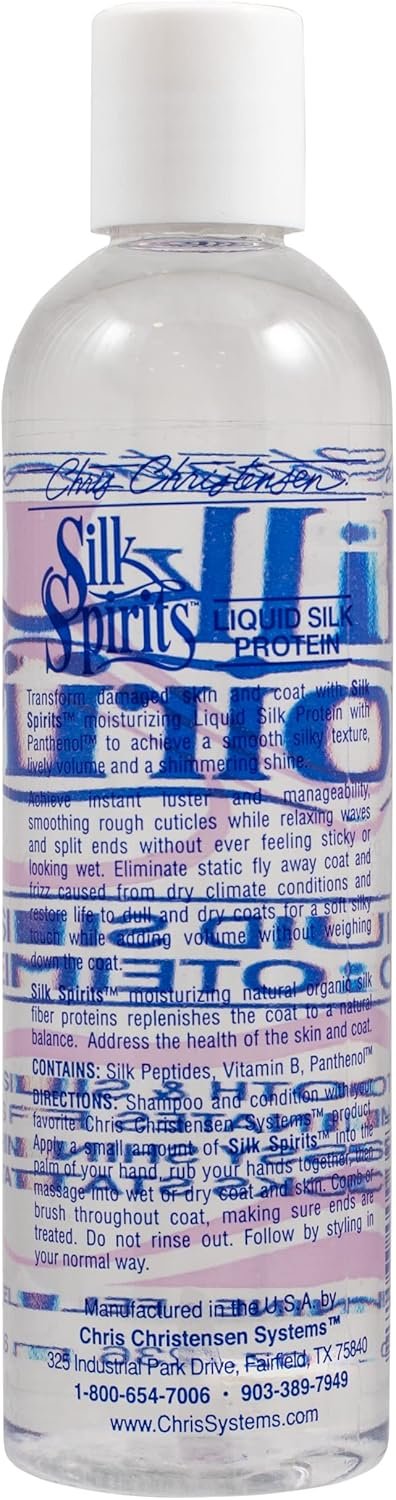 Chris Christensen
Silk
Spirits™
LIQUID SILK
PROTEIN
Transform damaged skin and coat with Silk
Spirits™ moisturizing Liquid Silk Protein with
Panthenol™ to achieve a smooth silky texture,
lively volume and a shimmering shine.
Achieve instant luster and manageability,
smoothing rough cuticles while relaxing waves
and split ends without ever feeling sticky or
looking wet. Eliminate static fly away coat and
frizz caused from dry climate conditions and
restore life to dull and dry coats for a soft silky
touch while adding volume without weighing
down the coat.
Silk Spirits™ moisturizing natural organic silk
fiber proteins replenishes the coat to a natural
balance. Address the health of the skin and coat.
CONTAINS: Silk Peptides, Vitamin B, Panthenol™
DIRECTIONS: Shampoo and condition with your
favorite Chris Christensen Systems™ product
Apply a small amount of Silk Spirits™ into the
palm of your hand, rub your hands together, then
massage into wet or dry coat and skin. Comb or
brush throughout coat, making sure ends are
treated. Do not rinse out. Follow by styling in
your normal way.
Manufactured in the U.S.A. by
Chris Christensen Systems™
325 Industrial Park Drive, Fairfield, TX 75840
1-800-654-7006 · 903-389-7949
www.ChrisSystems.com